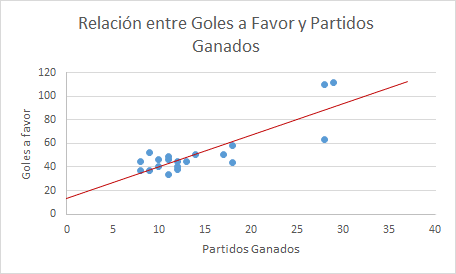 Relación entre Goles a Favor y Partidos
Ganados
Goles a favor
120
100
80
60
40
20
0
0 5 10 15 20 25 30 35 40
Partidos Ganados